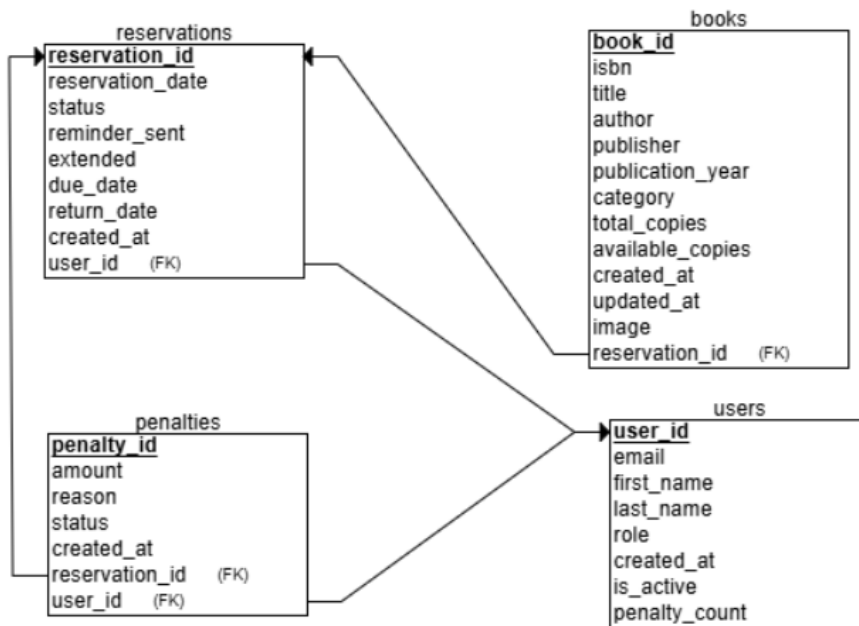 reservations
reservation_id
reservation_date
status
reminder_sent
extended
due_date
return_date
created_at
user_id (FK)
books
book_id
isbn
title
author
publisher
publication_year
category
total_copies
available_copies
created_at
updated_at
image
reservation_id (FK)
penalties
penalty_id
amount
reason
status
created_at
reservation_id (FK)
user_id (FK)
users
user_id
email
first_name
last_name
role
created_at
is_active
penalty_count